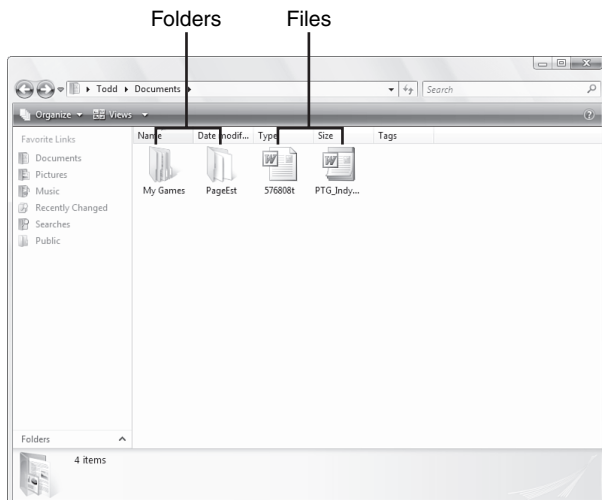 Folders Files
Todd Documents Search
Organize Views
Favorite Links
Name Date modif... Type Size Tags
Documents
Pictures
Music
Recently Changed
Searches
Public
My Games PageEst 576808t PTG_Indy...
Folders
4 items